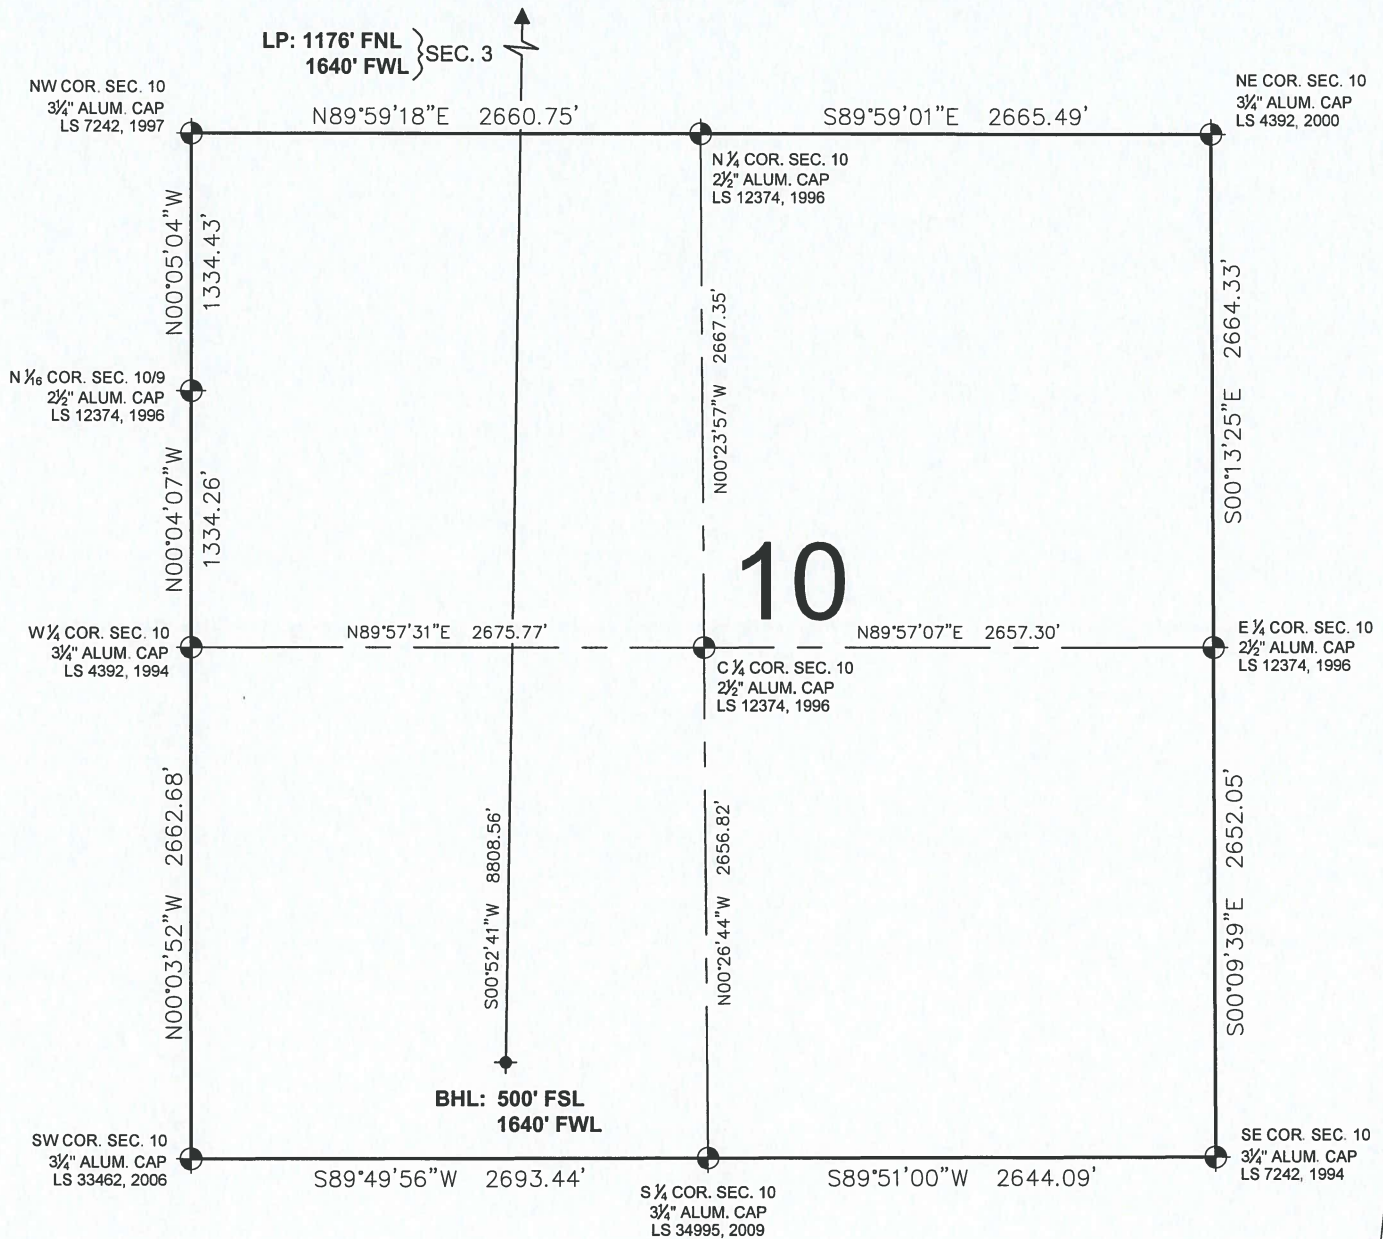 LP: 1176' FNL
1640' FWL
SEC. 3
NW COR. SEC. 10
3¼" ALUM. CAP
LS 7242, 1997
N89°59'18"E 2660.75'
S89°59'01"E 2665.49'
NE COR. SEC. 10
3¼" ALUM. CAP
LS 4392, 2000
N ¼ COR. SEC. 10
2½" ALUM. CAP
LS 12374, 1996
N00°05'04"W
1334.43'
N00°23'57"W 2667.35'
S00°13'25"E 2664.33'
N 1/16 COR. SEC. 10/9
2½" ALUM. CAP
LS 12374, 1996
N00°04'07"W
1334.26'
10
W ¼ COR. SEC. 10
3¼" ALUM. CAP
LS 4392, 1994
N89°57'31"E 2675.77'
N89°57'07"E 2657.30'
E ¼ COR. SEC. 10
2½" ALUM. CAP
LS 12374, 1996
C ¼ COR. SEC. 10
2½" ALUM. CAP
LS 12374, 1996
N00°03'52"W 2662.68'
S00°52'41"W 8808.56'
N00°26'44"W 2656.82'
S00°09'39"E 2652.05'
BHL: 500' FSL
1640' FWL
SW COR. SEC. 10
3¼" ALUM. CAP
LS 33462, 2006
S89°49'56"W 2693.44'
S ¼ COR. SEC. 10
3¼" ALUM. CAP
LS 34995, 2009
S89°51'00"W 2644.09'
SE COR. SEC. 10
3¼" ALUM. CAP
LS 7242, 1994